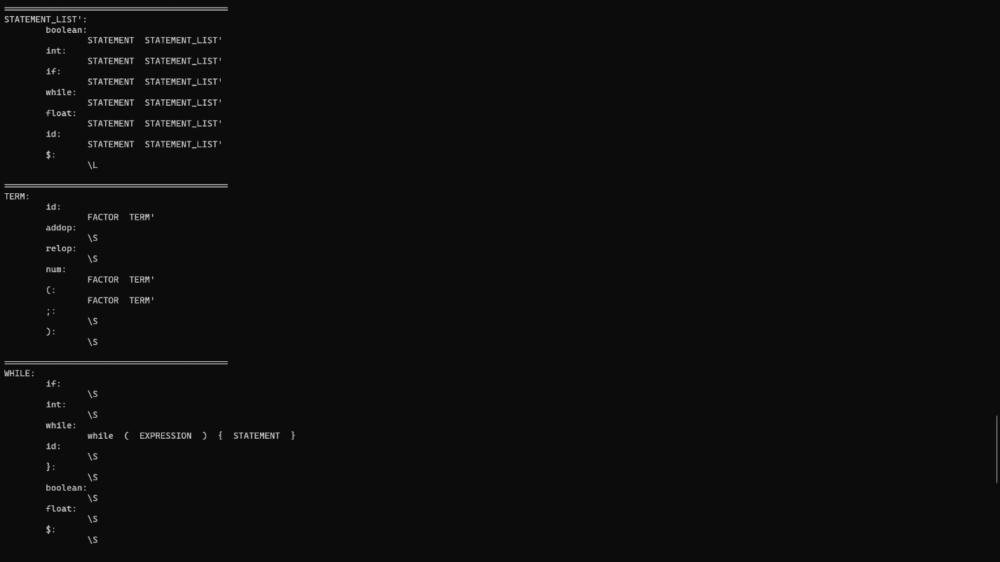 STATEMENT_LIST':
boolean:
STATEMENT STATEMENT_LIST'
int:
STATEMENT STATEMENT_LIST'
if:
STATEMENT STATEMENT_LIST'
while:
STATEMENT STATEMENT_LIST'
float:
STATEMENT STATEMENT_LIST'
id:
STATEMENT STATEMENT_LIST'
$:
\L
TERM:
id:
FACTOR TERM'
addop:
\S
relop:
\S
num:
FACTOR TERM'
(:
FACTOR TERM'
;:
\S
):
\S
WHILE:
if:
\S
int:
\S
while:
while ( EXPRESSION ) { STATEMENT }
id:
\S
}:
\S
boolean:
\S
float:
\S
$:
\S